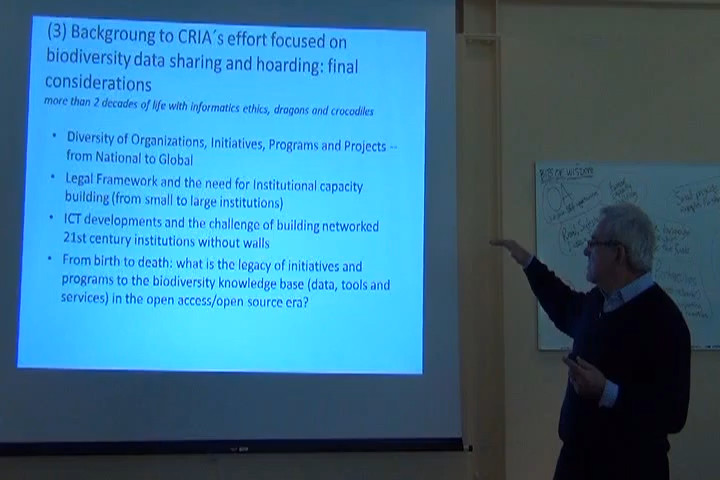 (3) Backgroung to CRIA´s effort focused on
biodiversity data sharing and hoarding: final
considerations
more than 2 decades of life with informatics ethics, dragons and crocodiles
• Diversity of Organizations, Initiatives, Programs and Projects --
from National to Global
• Legal Framework and the need for Institutional capacity
building (from small to large institutions)
• ICT developments and the challenge of building networked
21st century institutions without walls
• From birth to death: what is the legacy of initiatives and
programs to the biodiversity knowledge base (data, tools and
services) in the open access/open source era?
WISDOM